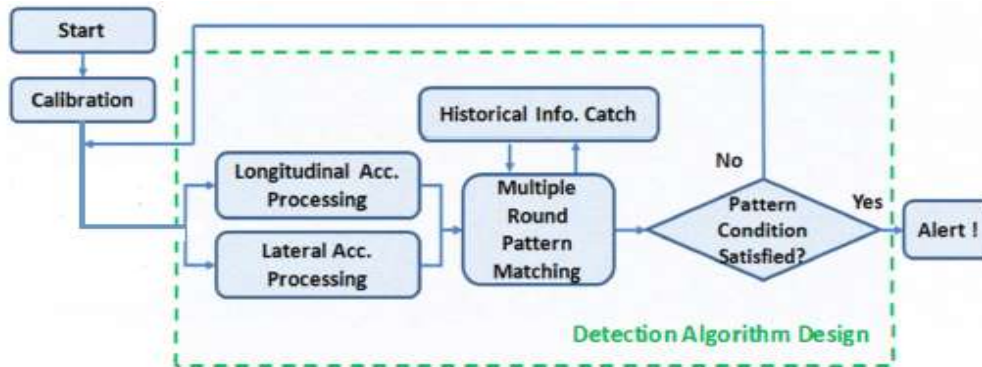 Start
Calibration
Historical Info. Catch
Longitudinal Acc.
Processing
Lateral Acc.
Processing
Multiple
Round
Pattern
Matching
No
Pattern
Condition
Satisfied?
Yes
Alert !
Detection Algorithm Design